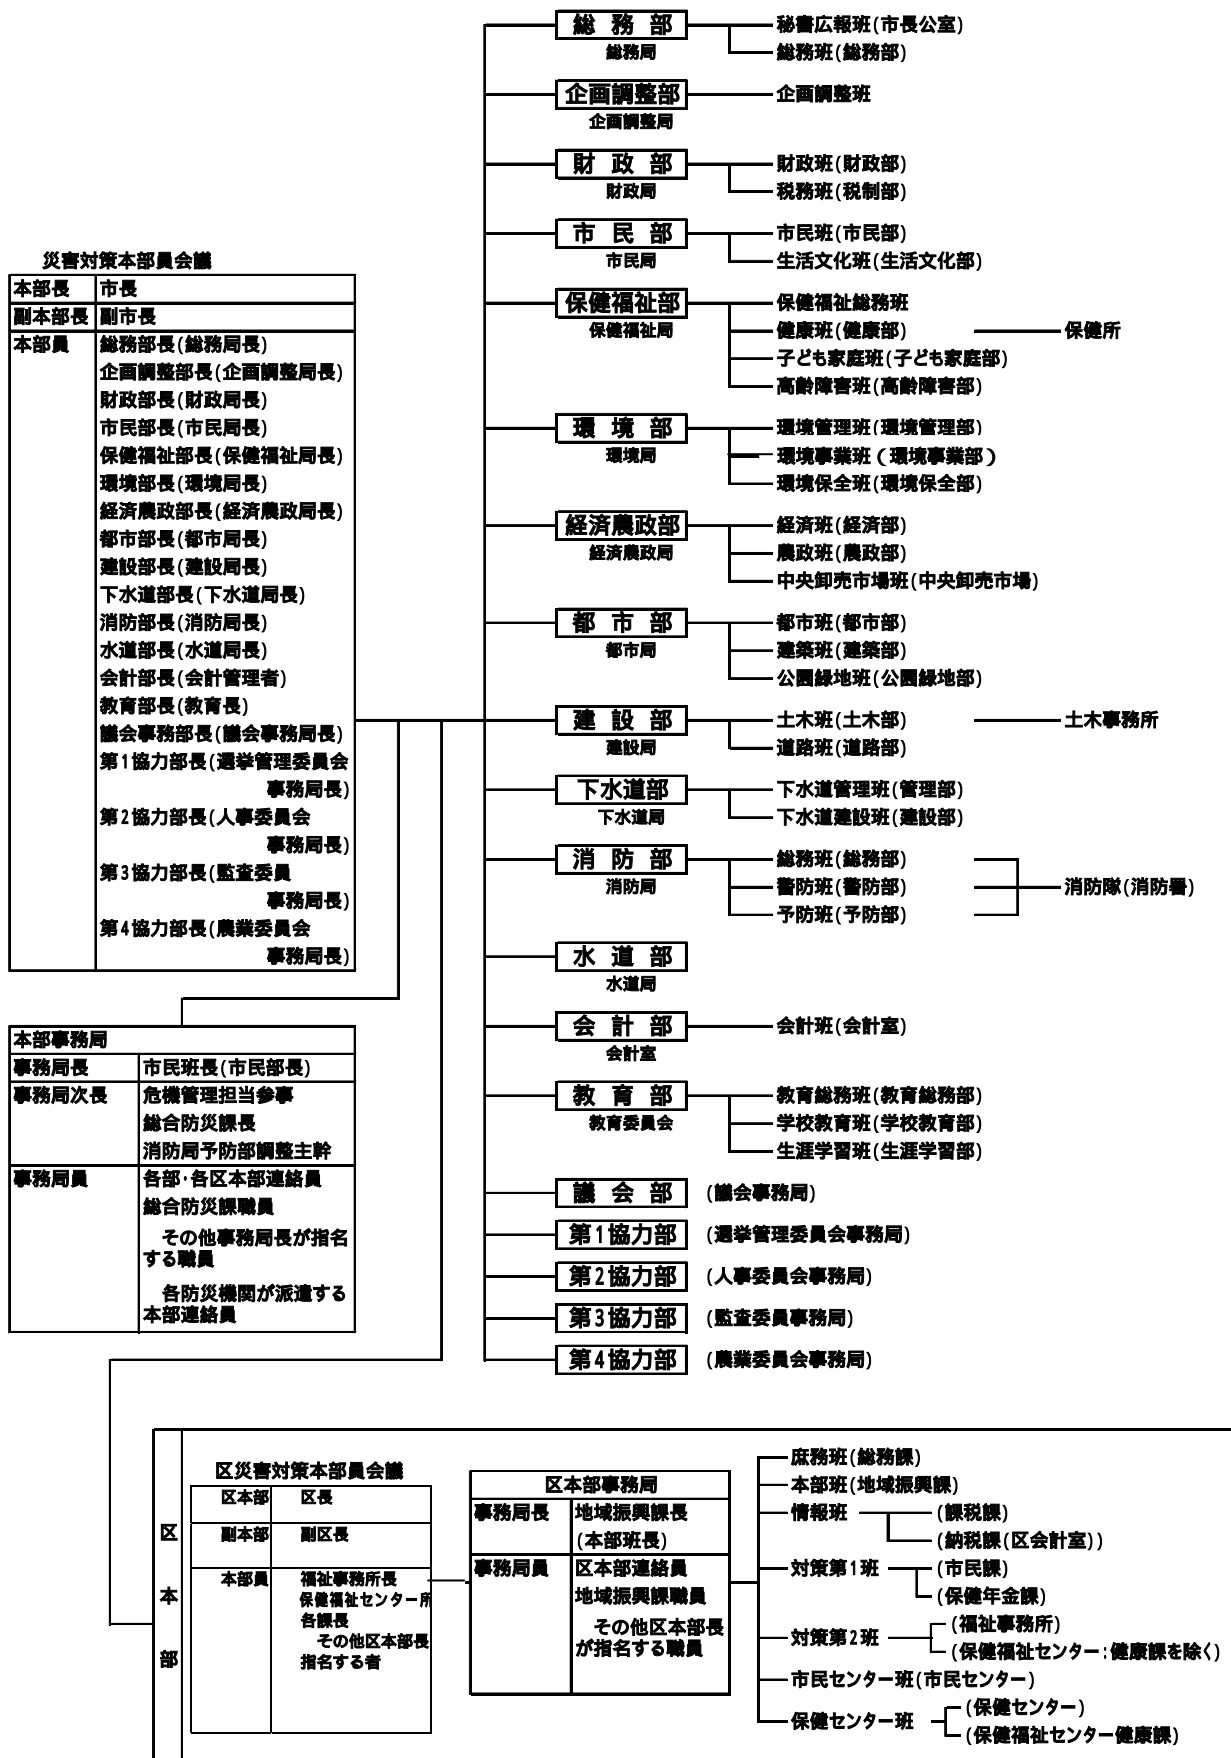 災害対策本部員会議
本部長 市長
副本部長 副市長
本部員 総務部長(総務局長)
企画調整部長(企画調整局長)
財政部長(財政局長)
市民部長(市民局長)
保健福祉部長(保健福祉局長)
環境部長(環境局長)
経済農政部長(経済農政局長)
都市部長(都市局長)
建設部長(建設局長)
下水道部長(下水道局長)
消防部長(消防局長)
水道部長(水道局長)
会計部長(会計管理者)
教育部長(教育長)
議会事務部長(議会事務局長)
第1協力部長(選挙管理委員会
事務局長)
第2協力部長(人事委員会
事務局長)
第3協力部長(監査委員
事務局長)
第4協力部長(農業委員会
事務局長)
本部事務局
事務局長 市民班長(市民部長)
事務局次長 危機管理担当参事
総合防災課長
消防局予防部調整主幹
事務局員 各部・各区本部連絡員
総合防災課職員
その他事務局長が指名
する職員
各防災機関が派遣する
本部連絡員
総務部
総務局
秘書広報班(市長公室)
総務班(総務部)
企画調整部
企画調整局
企画調整班
財政部
財政局
財政班(財政部)
税務班(税制部)
市民部
市民局
市民班(市民部)
生活文化班(生活文化部)
保健福祉部
保健福祉局
保健福祉総務班
健康班(健康部) 保健所
子ども家庭班(子ども家庭部)
高齢障害班(高齢障害部)
環境部
環境局
環境管理班(環境管理部)
環境事業班(環境事業部)
環境保全班(環境保全部)
経済農政部
経済農政局
経済班(経済部)
農政班(農政部)
中央卸売市場班(中央卸売市場)
都市部
都市局
都市班(都市部)
建築班(建築部)
公園緑地班(公園緑地部)
建設部
建設局
土木班(土木部) 土木事務所
道路班(道路部)
下水道部
下水道局
下水道管理班(管理部)
下水道建設班(建設部)
消防部
消防局
総務班(総務部)
警防班(警防部) 消防隊(消防署)
予防班(予防部)
水道部
水道局
会計部
会計室
会計班(会計室)
教育部
教育委員会
教育総務班(教育総務部)
学校教育班(学校教育部)
生涯学習班(生涯学習部)
議会部 (議会事務局)
第1協力部 (選挙管理委員会事務局)
第2協力部 (人事委員会事務局)
第3協力部 (監査委員事務局)
第4協力部 (農業委員会事務局)
区本部
区災害対策本部員会議
区本部 区長
副本部 副区長
本部員 福祉事務所長
保健福祉センター所
各課長
その他区本部長
指名する者
区本部事務局
事務局長 地域振興課長
(本部班長)
事務局員 区本部連絡員
地域振興課職員
その他区本部長
が指名する職員
庶務班(総務課)
本部班(地域振興課)
情報班 (課税課)
(納税課(区会計室))
対策第1班 (市民課)
(保健年金課)
対策第2班 (福祉事務所)
(保健福祉センター:健康課を除く)
市民センター班(市民センター)
保健センター班 (保健センター)
(保健福祉センター健康課)